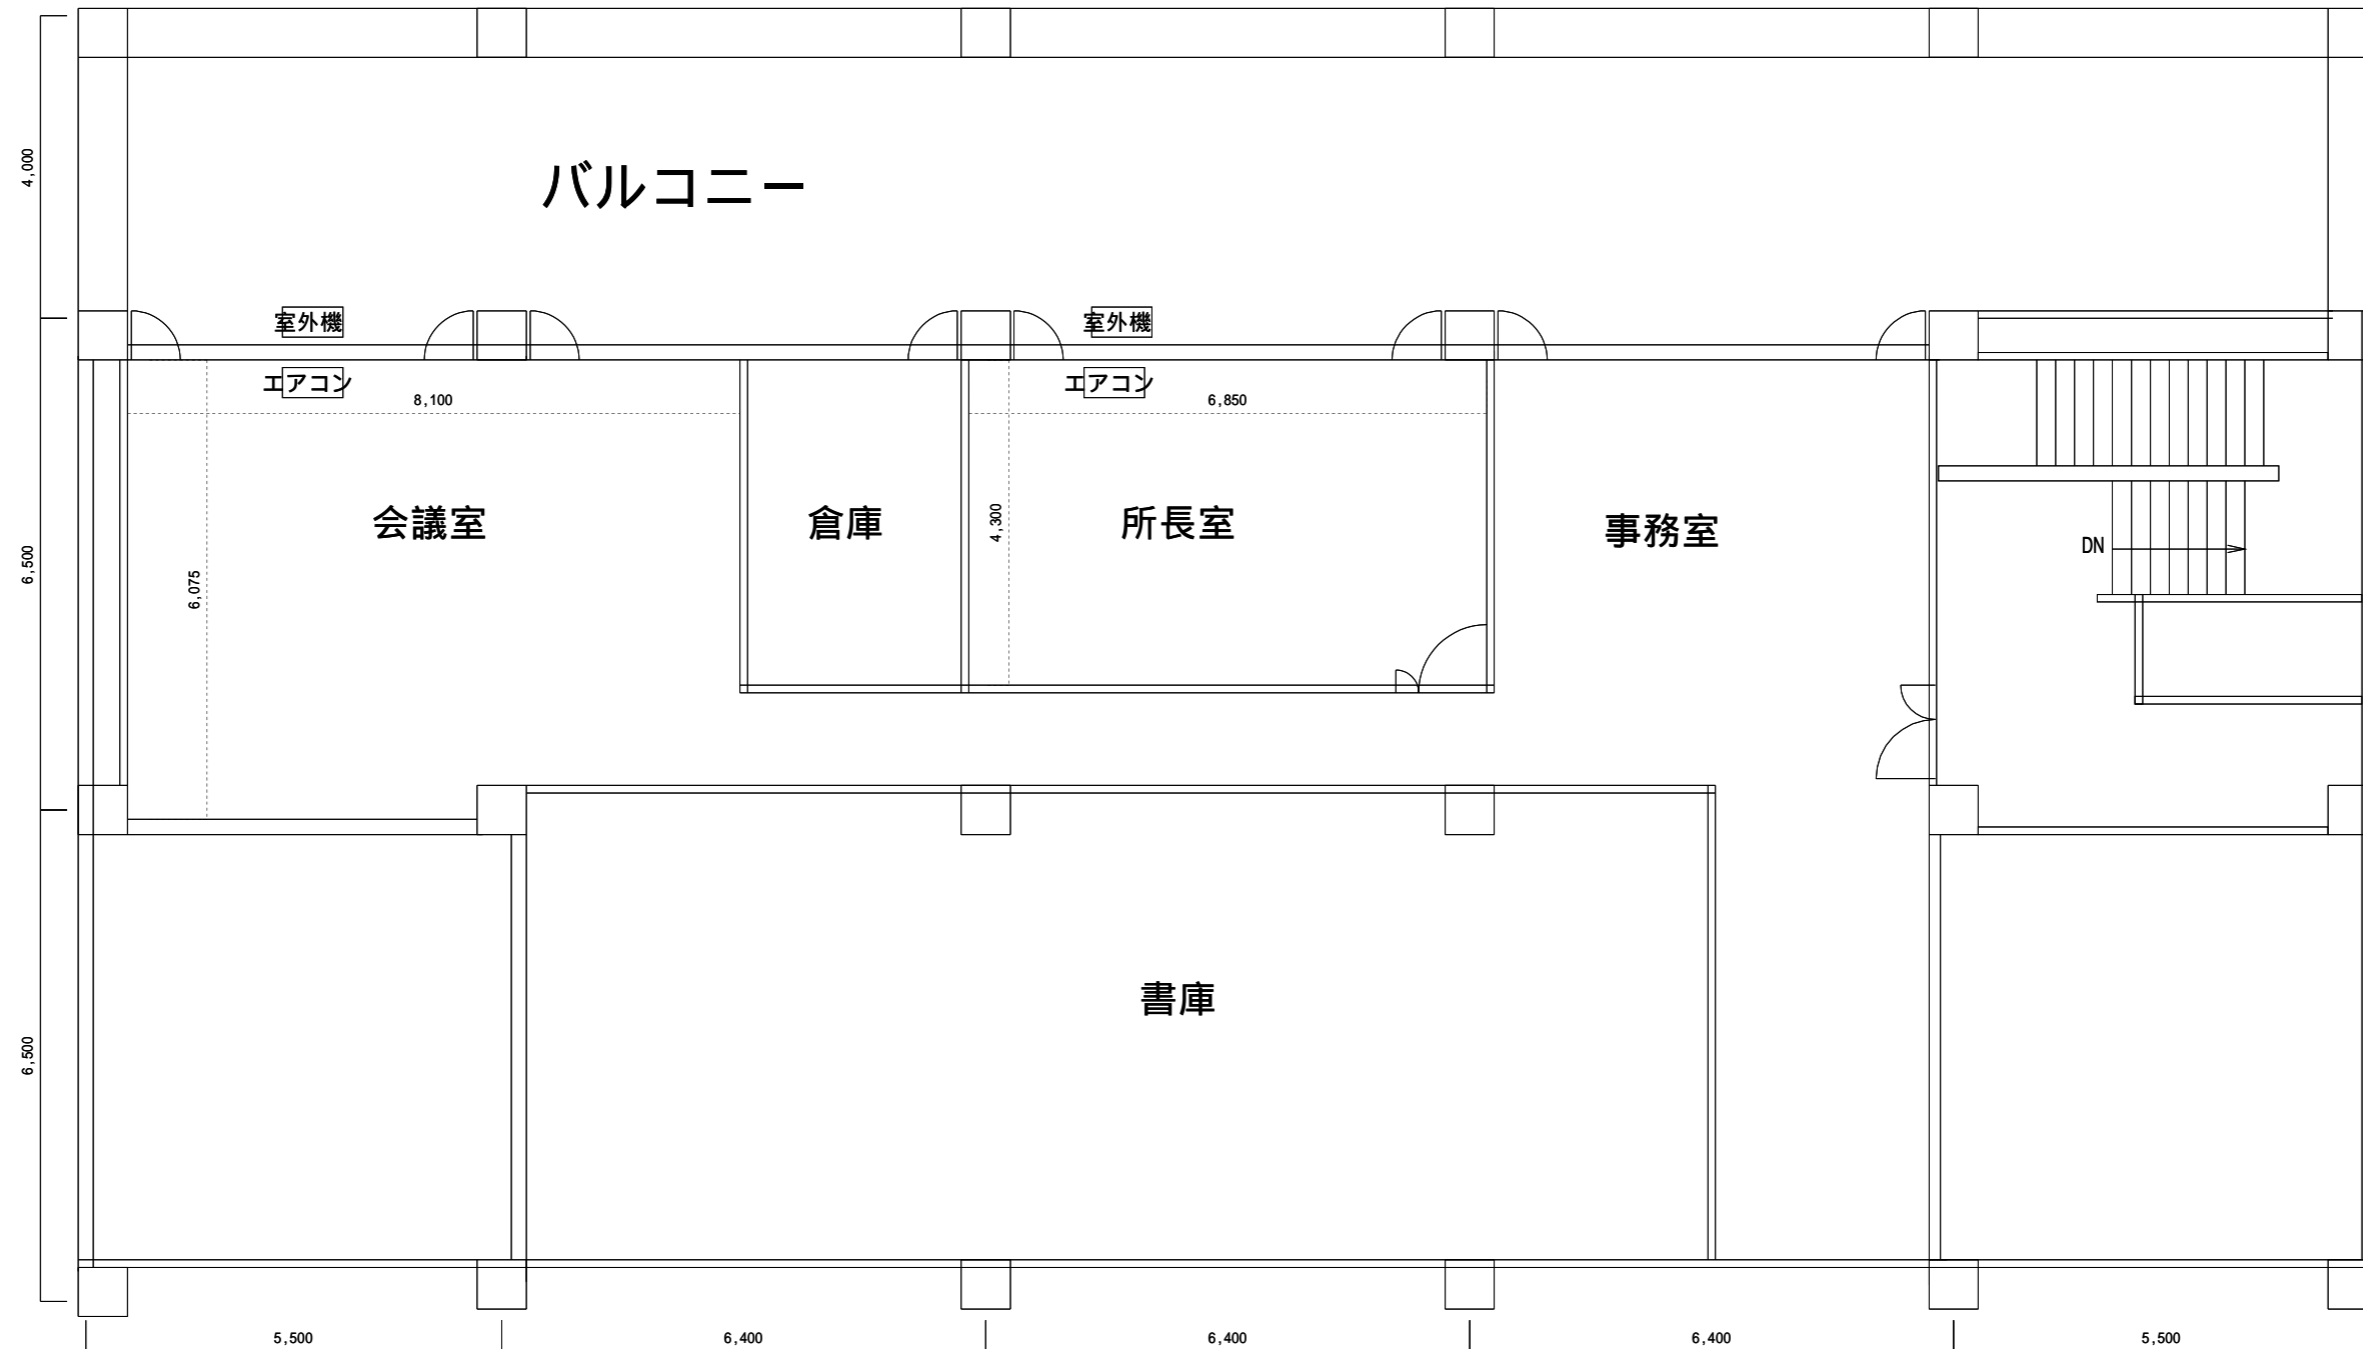 4,000
バルコニー
室外機
室外機
エアコン
エアコン
8,100
6,850
会議室
倉庫
4,300
所長室
事務室
DN
6,500
6,075
書庫
6,500
5,500
6,400
6,400
6,400
5,500